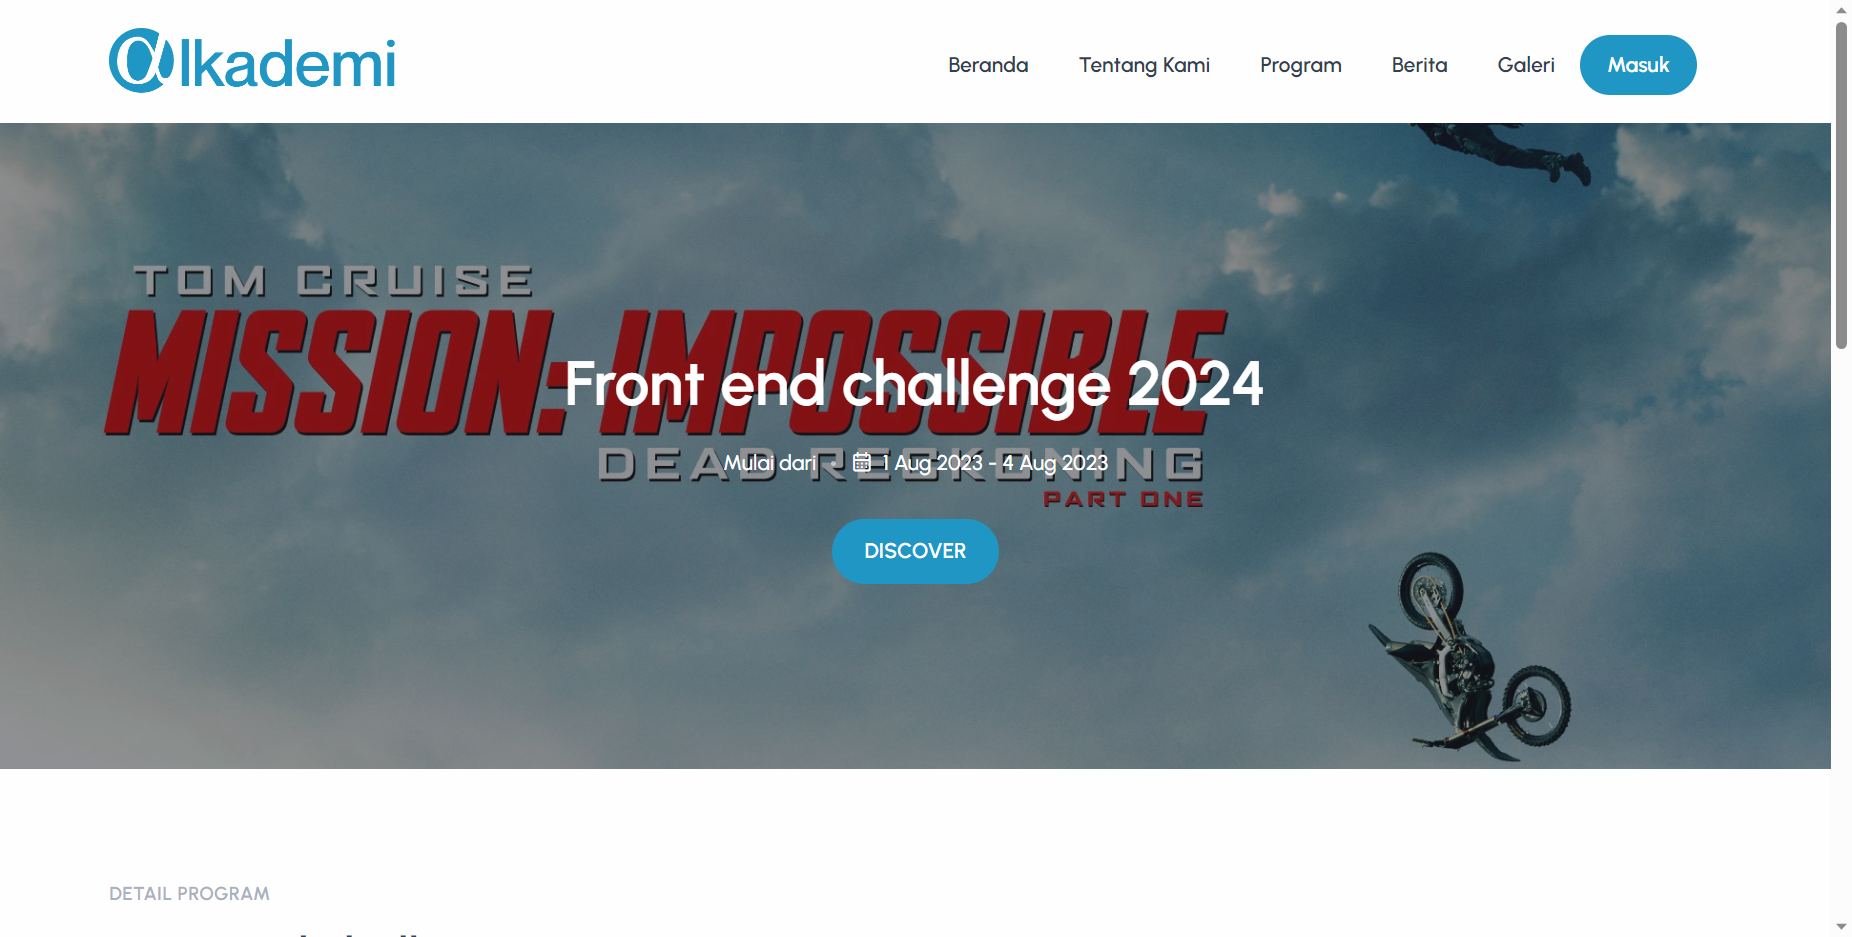 @lkademi
Beranda Tentang Kami Program Berita Galeri Masuk
TOM CRUISE
MISSION: IMPOSSIBLE
Front end challenge 2024
DEAD RECKONING
Mulai dari • 1 Aug 2023 - 4 Aug 2023
PART ONE
DISCOVER
DETAIL PROGRAM